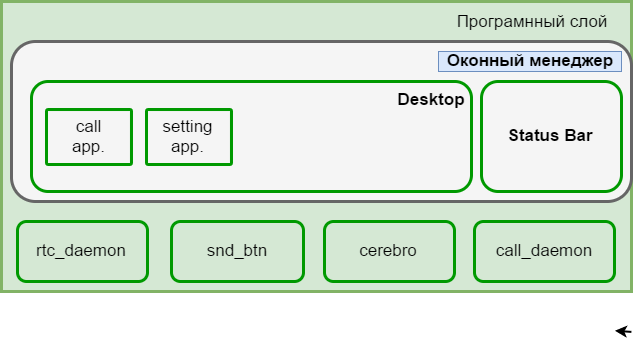 Програмнный слой
Оконный менеджер
Desktop
call
app.
setting
app.
Status Bar
rtc_daemon
snd_btn
cerebro
call_daemon